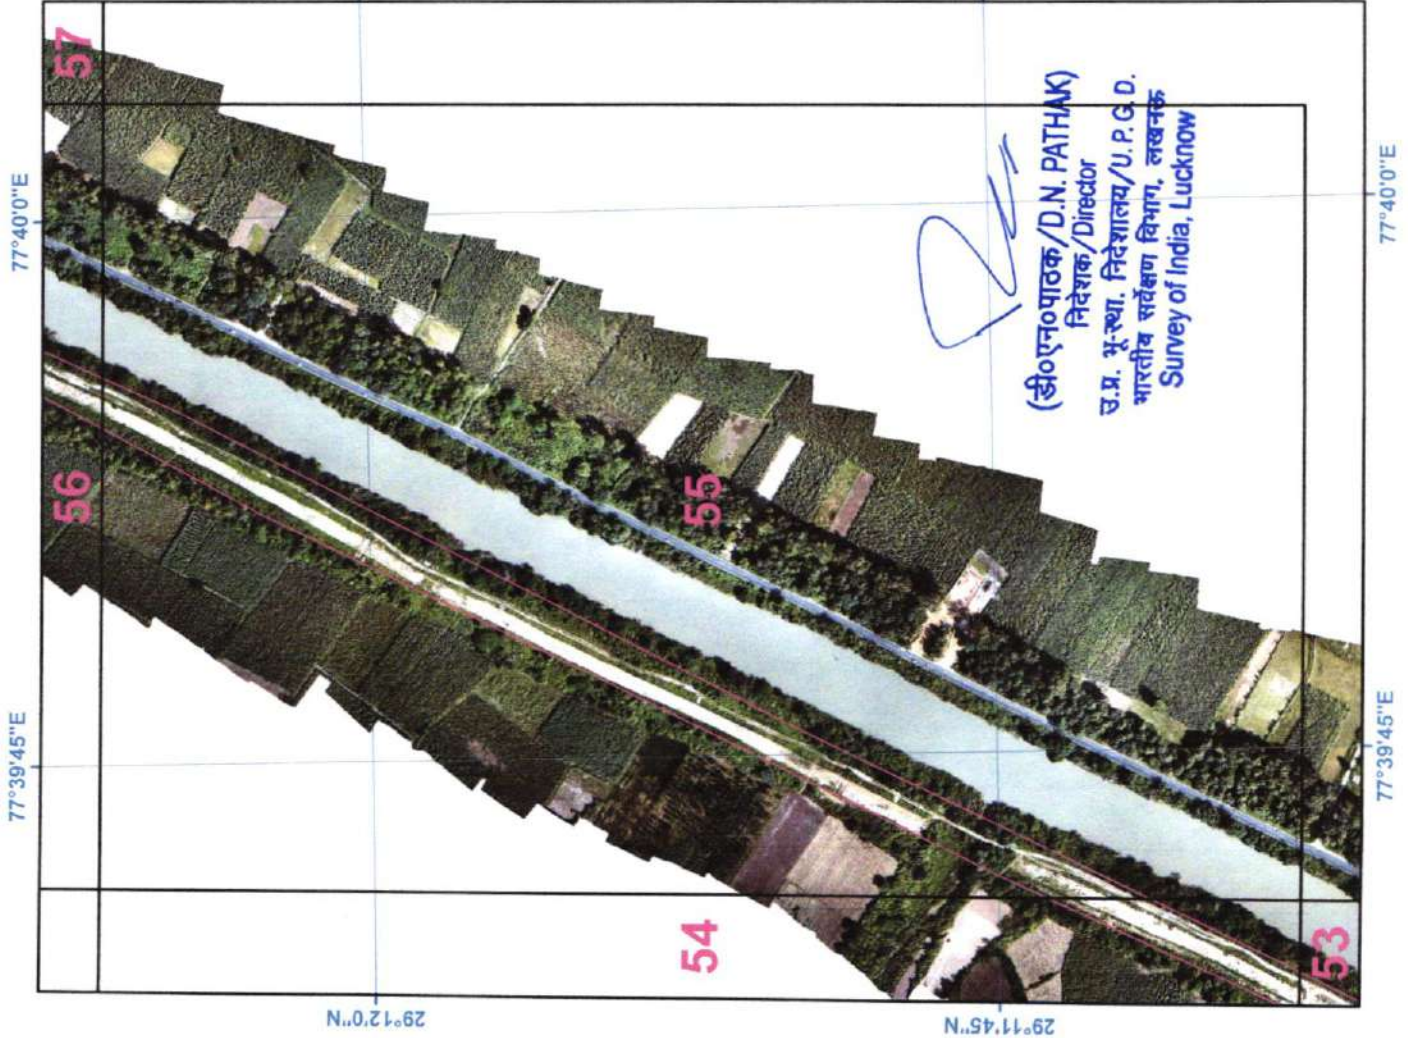 57
77°40'0"E
56
77°39'45"E
55
54
53
29°12'0"N
29°11'45"N
77°40'0"E
77°39'45"E
(डी०एन०पाठक/D.N. PATHAK)
निदेशक/Director
उ.प्र. भू-स्था. निदेशालय/U.P.G.D.
भारतीय सर्वेक्षण विभाग, लखनऊ
Survey of India, Lucknow